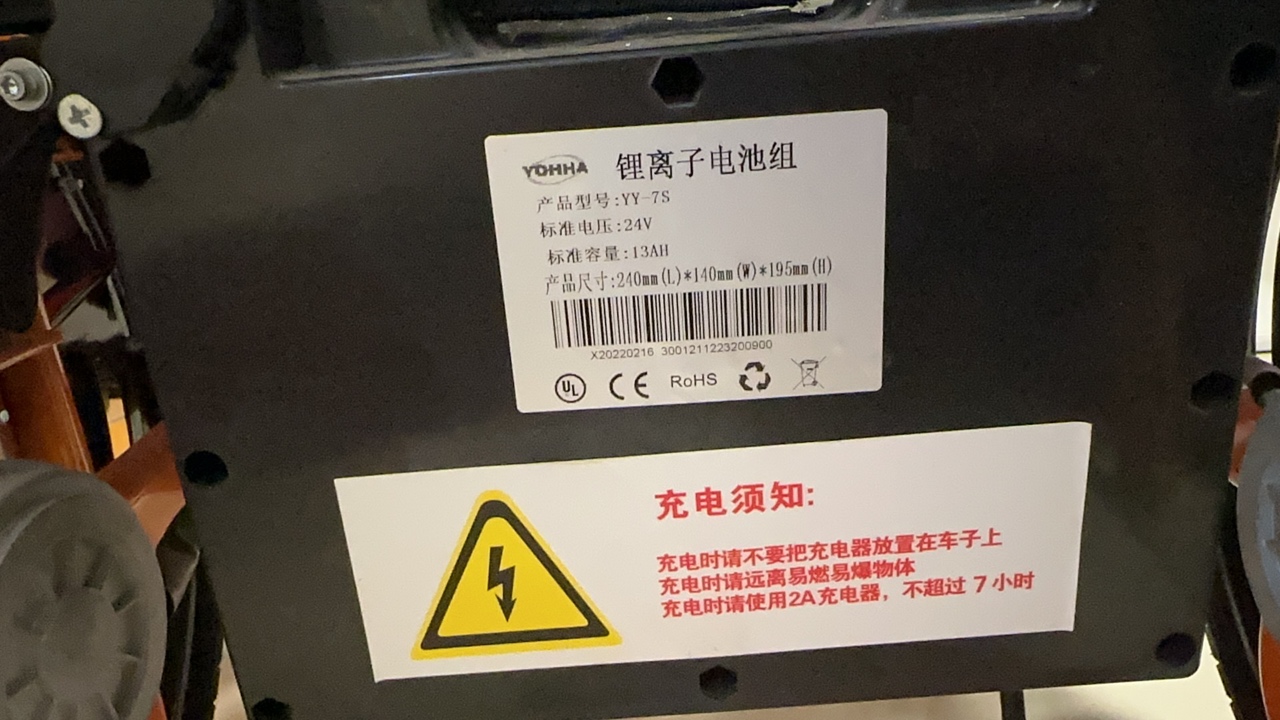 YOHHA 锂离子电池组
产品型号:YY-7S
标准电压:24V
标准容量:13AH
产品尺寸:240mm(L)*140mm(W)*195mm(H)
X20220216 3001211223200900
UL CE RoHS
充电须知:
充电时请不要把充电器放置在车子上
充电时请远离易燃易爆物体
充电时请使用2A充电器，不超过 7 小时